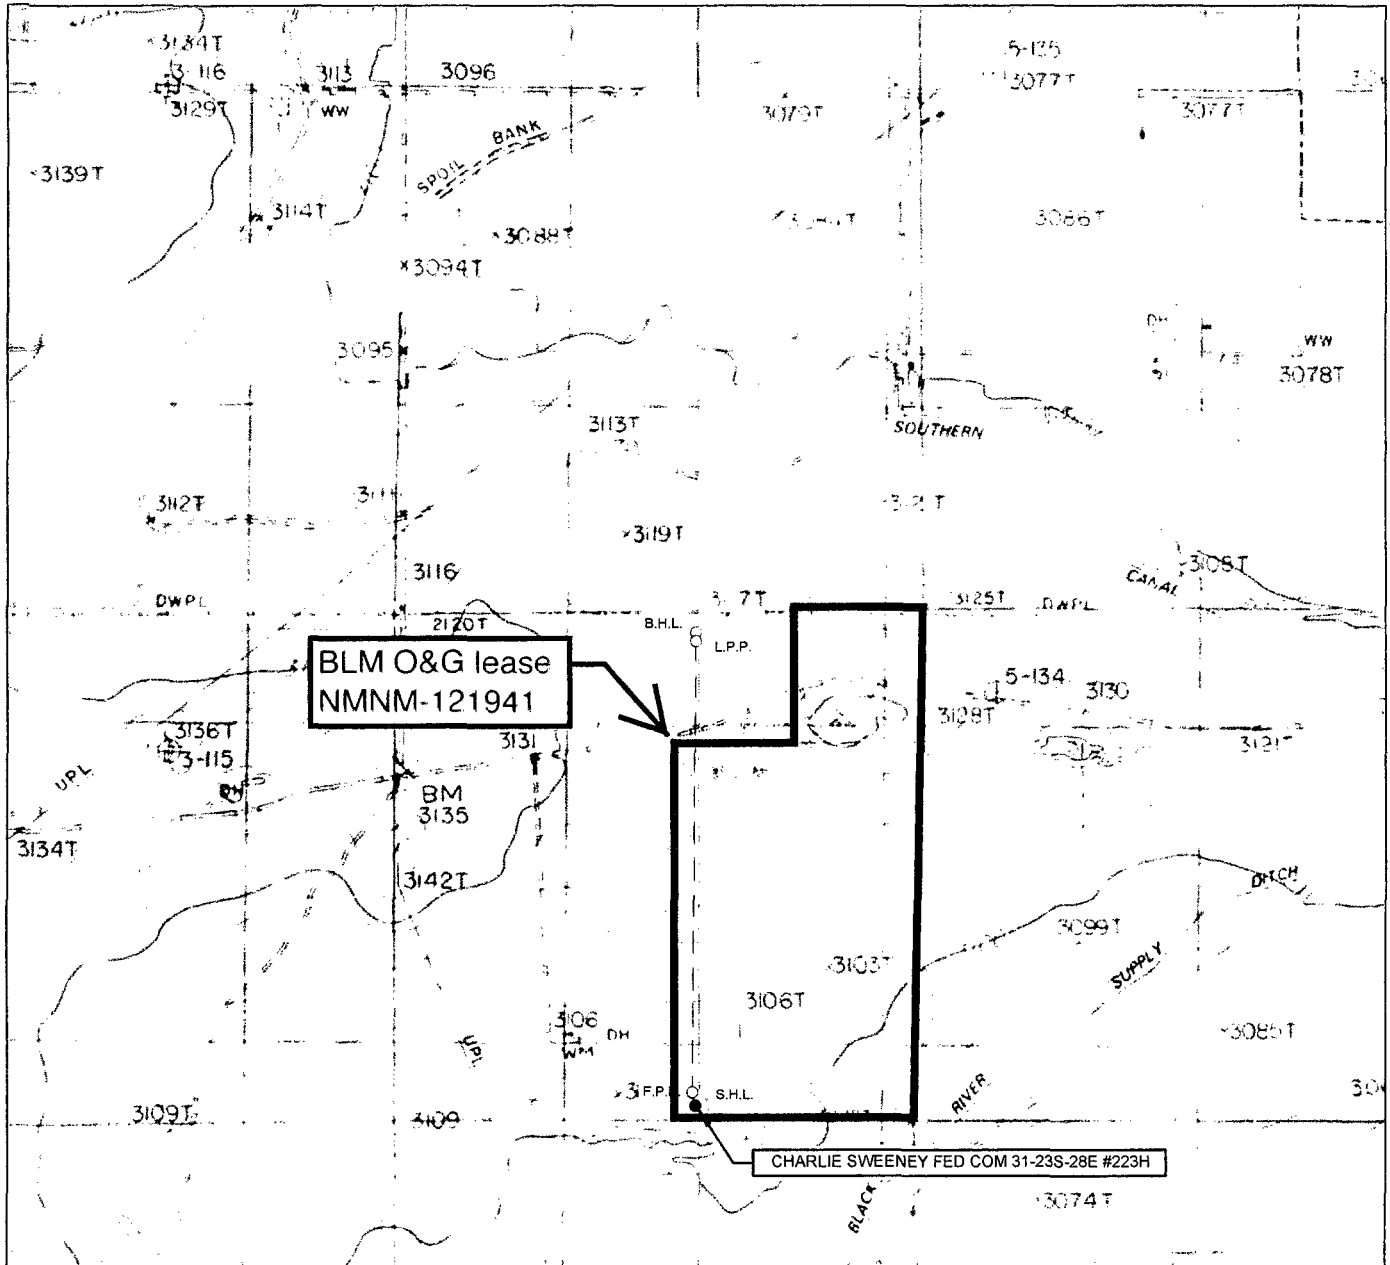 3134T
5-135
3-116
3113
3096
3077T
3129T
WW
3079T
3077T
SPOIL BANK
3139T
3114T
3086T
3088T
3094T
3095
WW
3078T
3113T
SOUTHERN
3112T
3119T
3108T
3116
CANAL
DWPL
3125T
DWPL
2120T
B.H.L.
L.P.P.
BLM O&G lease
NMNM-121941
5-134
3130
3128T
3136T
3131
3-115
UPL
DH
BM
3135
3134T
3142T
DITCH
3099T
SUPPLY
3103T
3106T
3106
DH
WM
UPL
3085T
F.P.P.
S.H.L.
RIVER
3109T
3109
CHARLIE SWEENEY FED COM 31-23S-28E #223H
BLACK
3074T